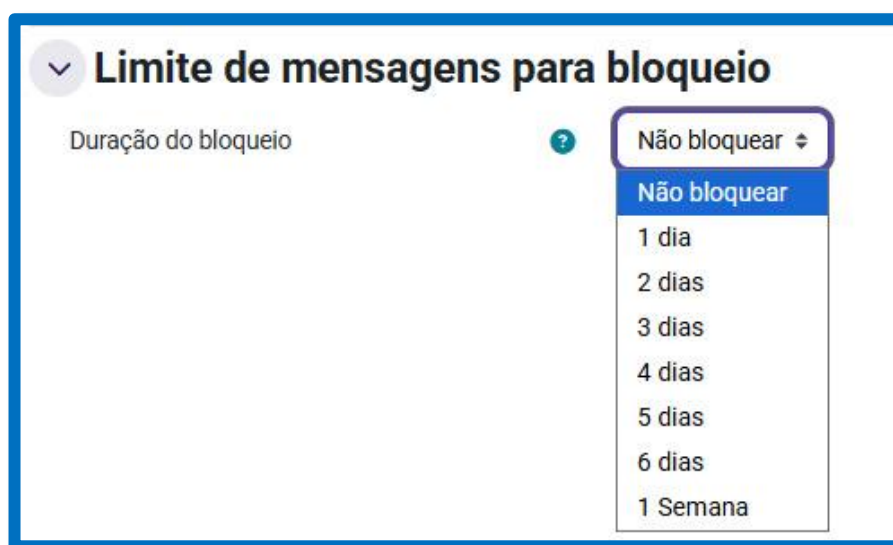 Limite de mensagens para bloqueio
Duração do bloqueio ? Não bloquear
Não bloquear
1 dia
2 dias
3 dias
4 dias
5 dias
6 dias
1 Semana